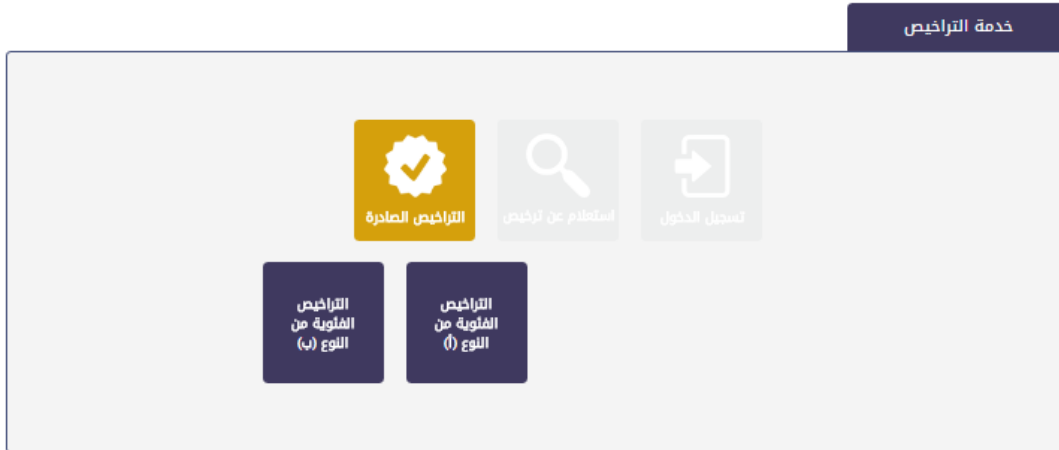 خدمة التراخيص
تسجيل الدخول
استعلام عن ترخيص
التراخيص الصادرة
التراخيص
الفئوية من
النوع (أ)
التراخيص
الفئوية من
النوع (ب)